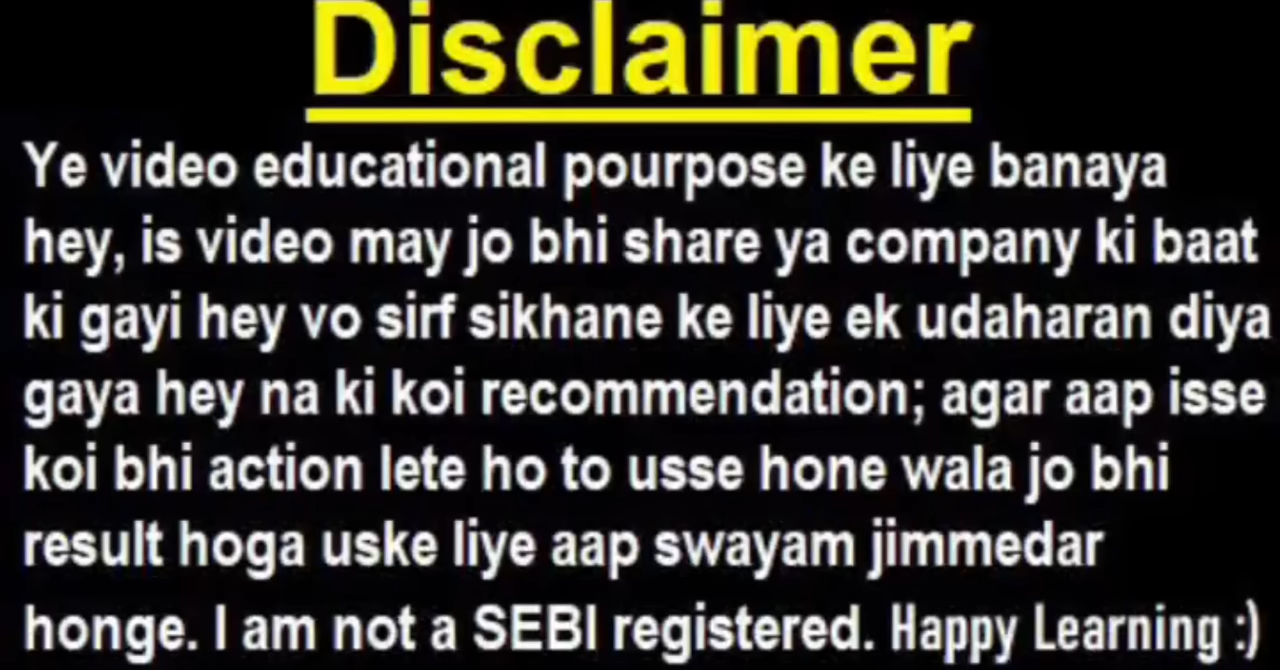 Disclaimer
Ye video educational pourpose ke liye banaya
hey, is video may jo bhi share ya company ki baat
ki gayi hey vo sirf sikhane ke liye ek udaharan diya
gaya hey na ki koi recommendation; agar aap isse
koi bhi action lete ho to usse hone wala jo bhi
result hoga uske liye aap swayam jimmedar
honge. I am not a SEBI registered. Happy Learning :)